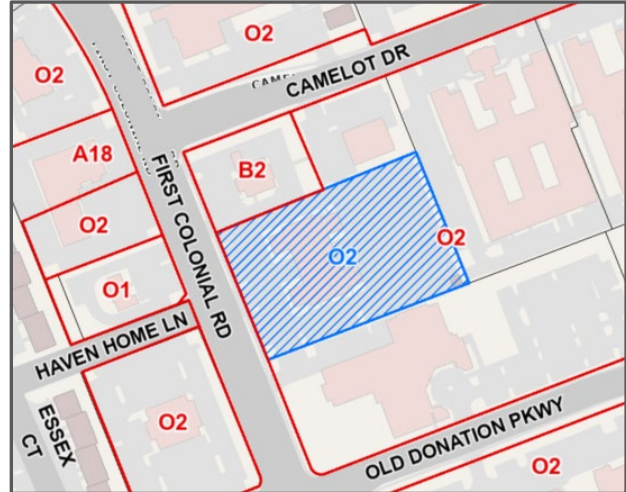 O2
O2
CAMELOT DR
A18
FIRST COLONIAL RD
B2
O2
O2
O2
O1
HAVEN HOME LN
O2
ESSEX CT
OLD DONATION PKWY
O2